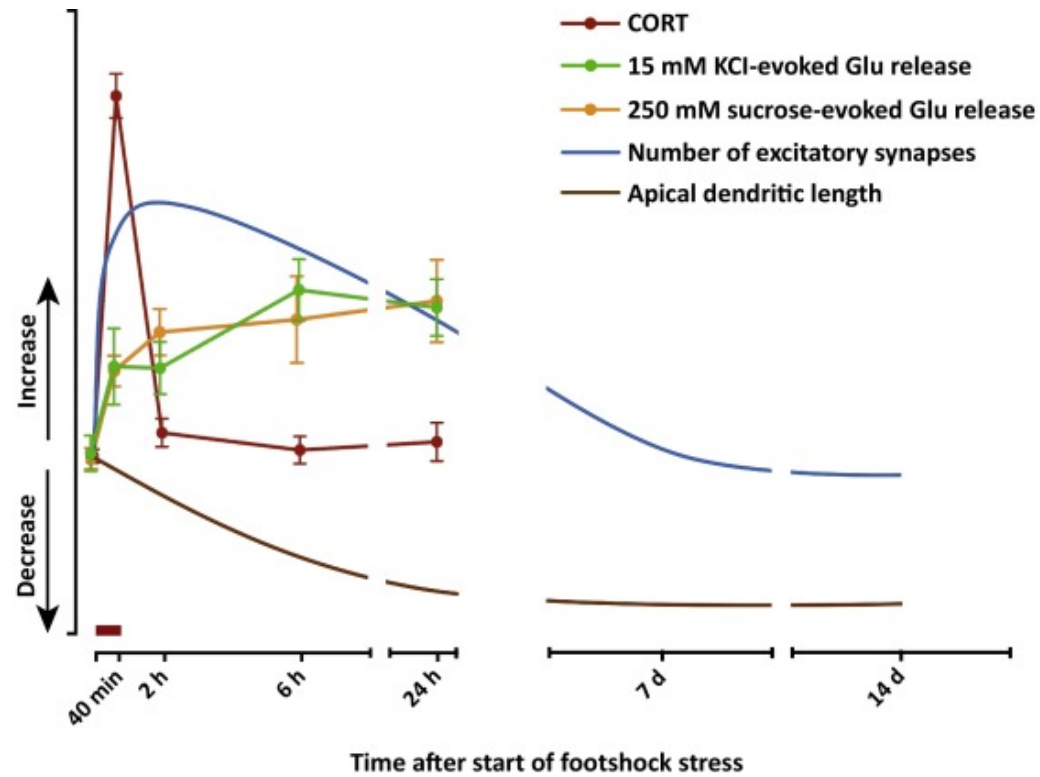 CORT
15 mM KCl-evoked Glu release
250 mM sucrose-evoked Glu release
Number of excitatory synapses
Apical dendritic length
Increase
Decrease
40 min
2 h
6 h
24 h
7 d
14 d
Time after start of footshock stress